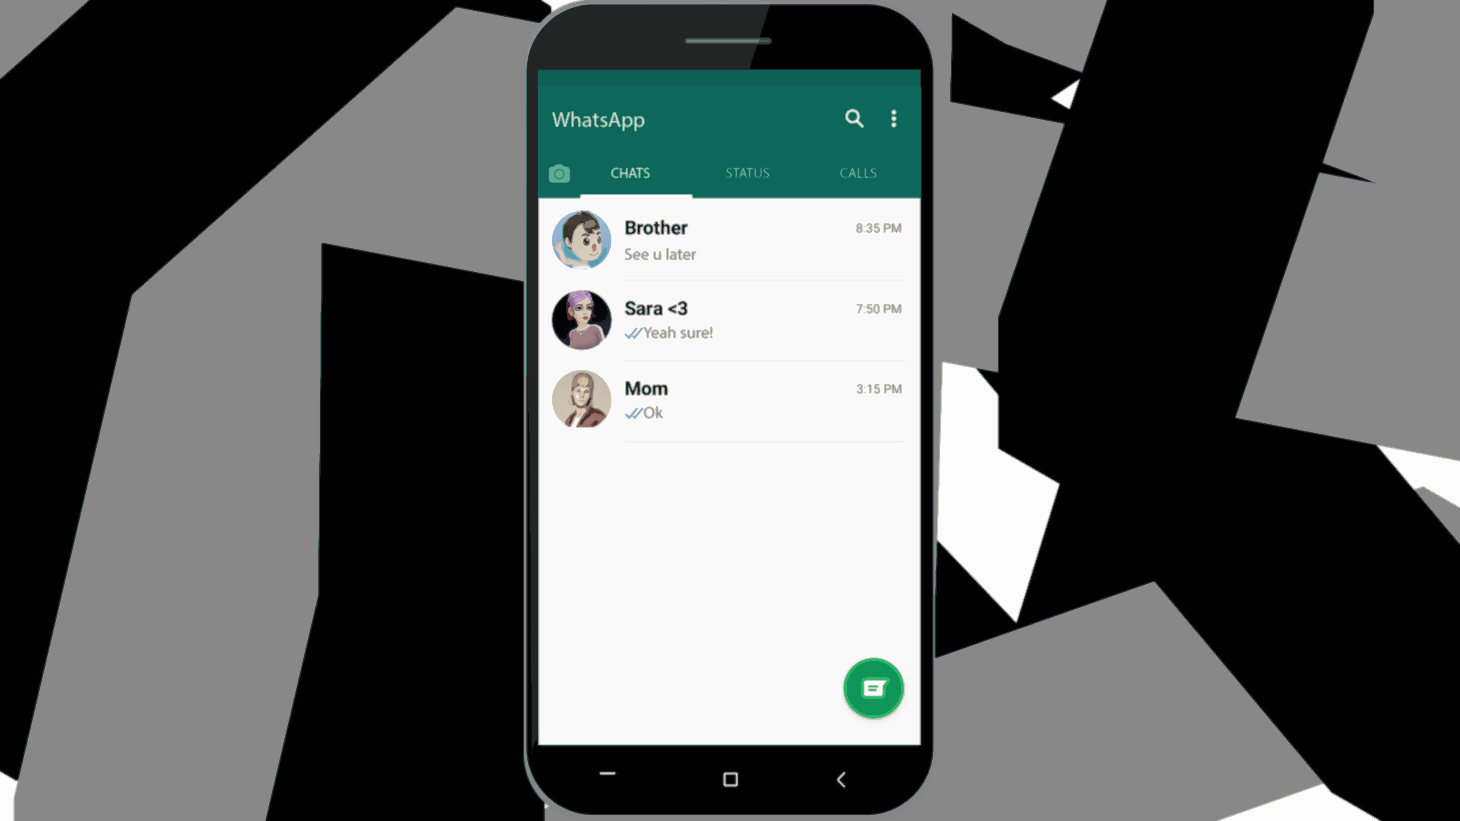 WhatsApp
CHATS STATUS CALLS
Brother 8:35 PM
See u later
Sara <3 7:50 PM
Yeah sure!
Mom 3:15 PM
Ok